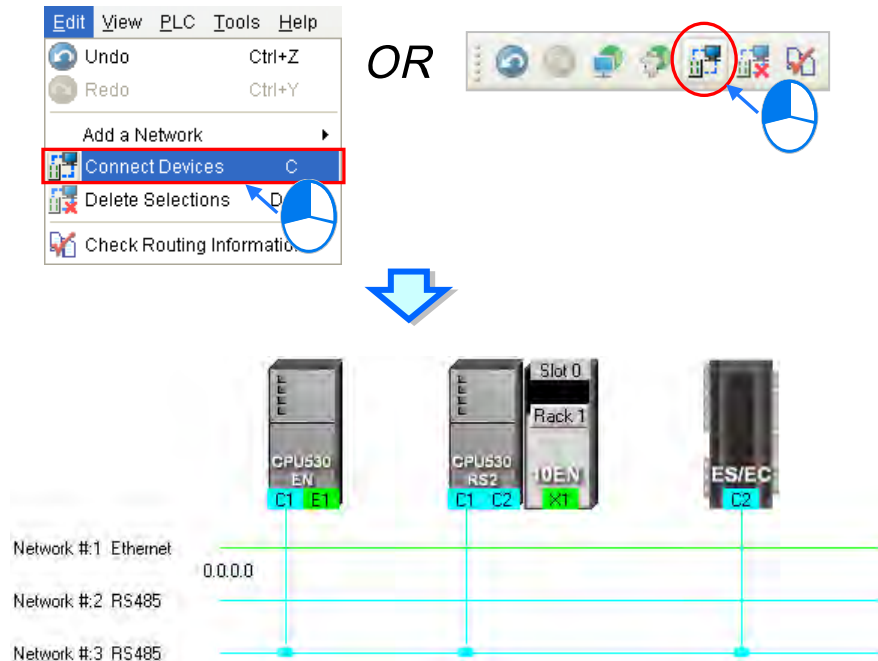 Edit View PLC Tools Help
Undo Ctrl+Z
Redo Ctrl+Y
Add a Network
Connect Devices C
Delete Selections
Check Routing
OR
Slot 0
Rack 1
CPU530
EN
C1 E1
CPU530
RS2
C1 C2
10EN
X1
ES/EC
C2
Network #:1 Ethernet
0.0.0.0
Network #:2 RS485
Network #:3 RS485